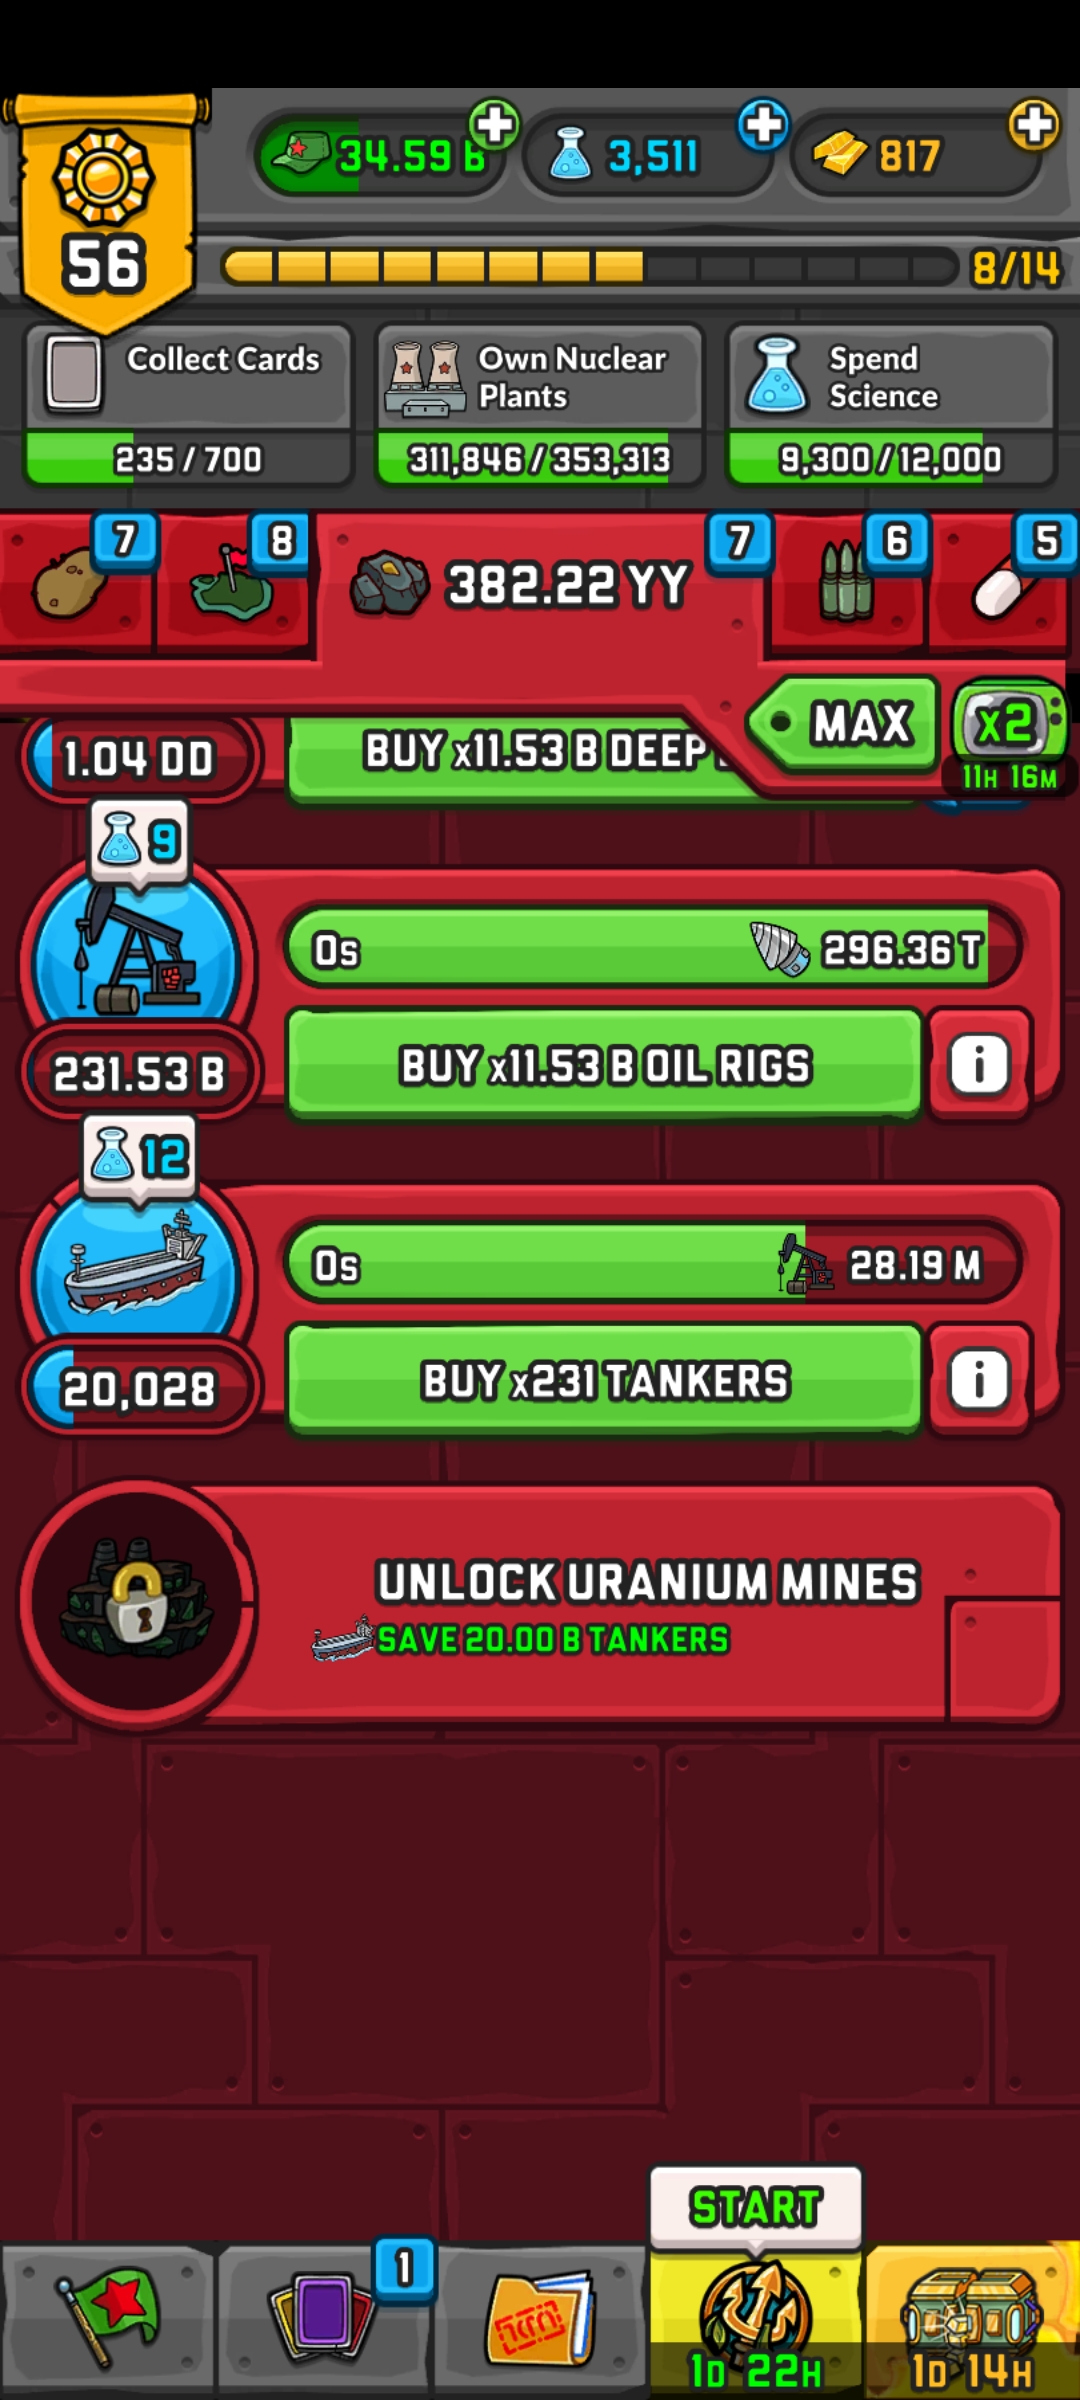 56
34.59 B
3,511
817
8/14
Collect Cards
235 / 700
Own Nuclear
Plants
311,846 / 353,313
Spend
Science
9,300 / 12,000
7
8
382.22 YY
7
6
5
MAX
x2
11H 16M
1.04 DD
BUY x11.53 B DEEP
9
0s
296.36 T
231.53 B
BUY x11.53 B OIL RIGS
i
12
0s
28.19 M
20,028
BUY x231 TANKERS
i
UNLOCK URANIUM MINES
SAVE 20.00 B TANKERS
START
1
1D 22H
1D 14H